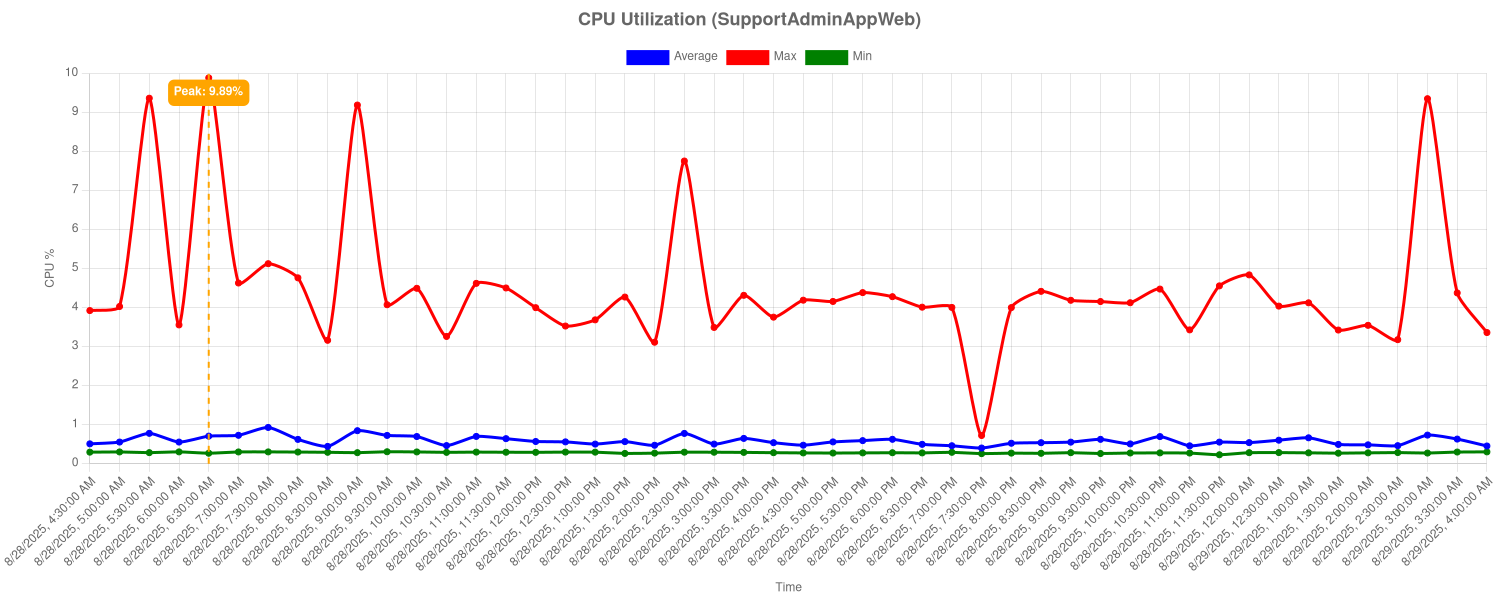 CPU Utilization (SupportAdminAppWeb)
Average Max Min
Peak: 9.89%
10
9
8
7
6
5
4
3
2
1
0
CPU %
8/28/2025, 4:30:00 AM
8/28/2025, 5:00:00 AM
8/28/2025, 5:30:00 AM
8/28/2025, 6:00:00 AM
8/28/2025, 6:30:00 AM
8/28/2025, 7:00:00 AM
8/28/2025, 7:30:00 AM
8/28/2025, 8:00:00 AM
8/28/2025, 8:30:00 AM
8/28/2025, 9:00:00 AM
8/28/2025, 9:30:00 AM
8/28/2025, 10:00:00 AM
8/28/2025, 10:30:00 AM
8/28/2025, 11:00:00 AM
8/28/2025, 11:30:00 AM
8/28/2025, 12:00:00 PM
8/28/2025, 12:30:00 PM
8/28/2025, 1:00:00 PM
8/28/2025, 1:30:00 PM
8/28/2025, 2:00:00 PM
8/28/2025, 2:30:00 PM
8/28/2025, 3:00:00 PM
8/28/2025, 3:30:00 PM
8/28/2025, 4:00:00 PM
8/28/2025, 4:30:00 PM
8/28/2025, 5:00:00 PM
8/28/2025, 5:30:00 PM
8/28/2025, 6:00:00 PM
8/28/2025, 6:30:00 PM
8/28/2025, 7:00:00 PM
8/28/2025, 7:30:00 PM
8/28/2025, 8:00:00 PM
8/28/2025, 8:30:00 PM
8/28/2025, 9:00:00 PM
8/28/2025, 9:30:00 PM
8/28/2025, 10:00:00 PM
8/28/2025, 10:30:00 PM
8/28/2025, 11:00:00 PM
8/28/2025, 11:30:00 PM
8/29/2025, 12:00:00 AM
8/29/2025, 12:30:00 AM
8/29/2025, 1:00:00 AM
8/29/2025, 1:30:00 AM
8/29/2025, 2:00:00 AM
8/29/2025, 2:30:00 AM
8/29/2025, 3:00:00 AM
8/29/2025, 3:30:00 AM
8/29/2025, 4:00:00 AM
Time